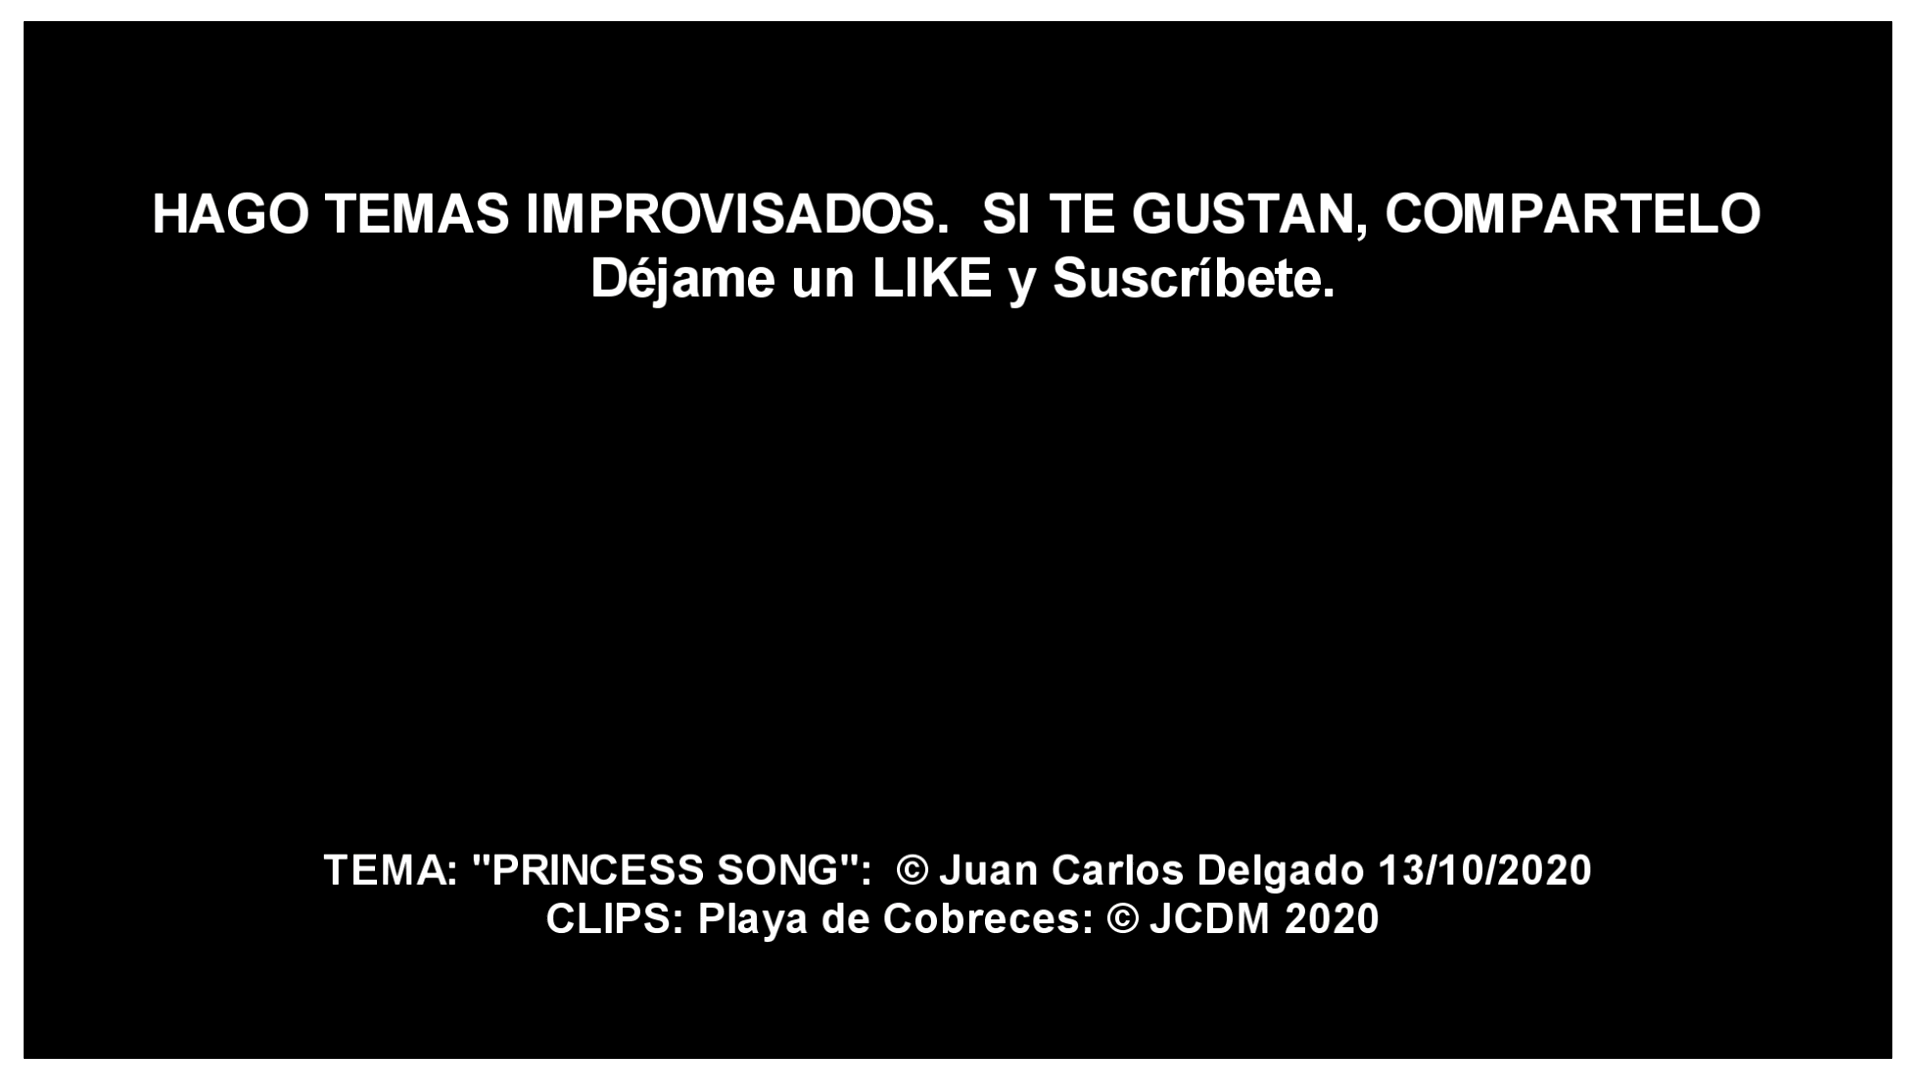 HAGO TEMAS IMPROVISADOS.  SI TE GUSTAN, COMPARTELO
Déjame un LIKE y Suscríbete.
TEMA: "PRINCESS SONG":  © Juan Carlos Delgado 13/10/2020
CLIPS: Playa de Cobreces: © JCDM 2020